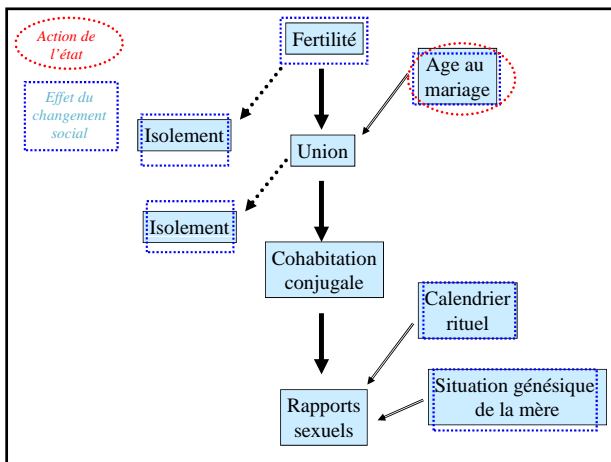 Action de
l'état
Effet du
changement
social
Fertilité
Age au
mariage
Isolement
Union
Isolement
Cohabitation
conjugale
Calendrier
rituel
Situation génésique
de la mère
Rapports
sexuels